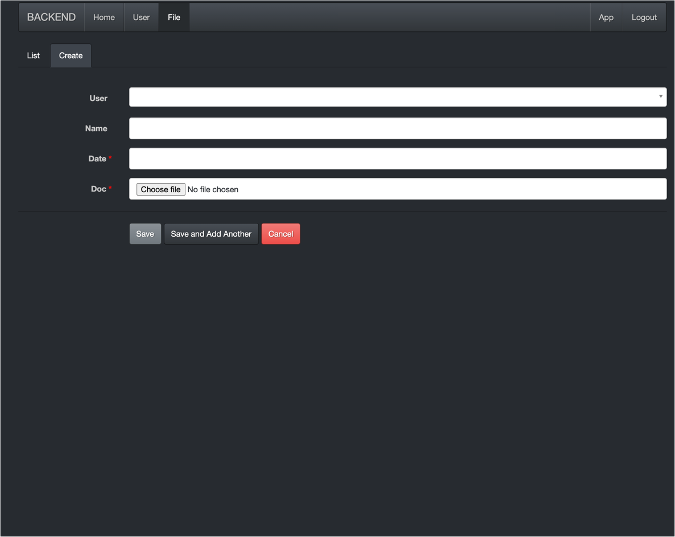 BACKEND Home User File App Logout
List Create
User
Name
Date *
Doc * Choose file No file chosen
Save Save and Add Another Cancel